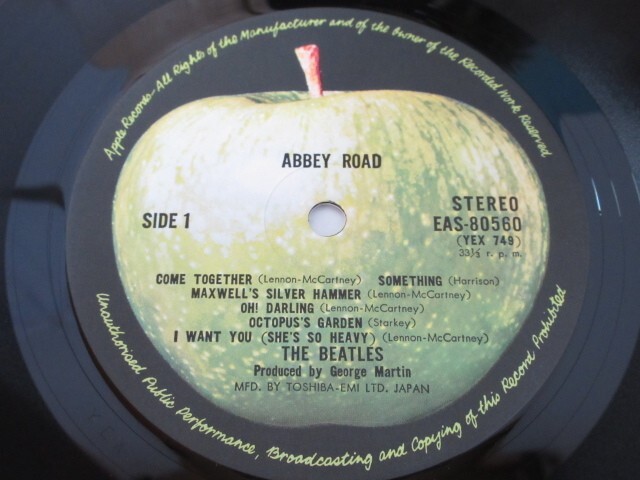 Apple Records—All Rights of the Manufacturer and of the Owner of the Recorded Work Reserved
ABBEY ROAD
SIDE 1
STEREO
EAS-80560
(YEX 749)
33⅓ r. p. m.
COME TOGETHER (Lennon-McCartney) SOMETHING (Harrison)
MAXWELL'S SILVER HAMMER (Lennon-McCartney)
OH! DARLING (Lennon-McCartney)
OCTOPUS'S GARDEN (Starkey)
I WANT YOU (SHE'S SO HEAVY) (Lennon-McCartney)
THE BEATLES
Produced by George Martin
MFD. BY TOSHIBA-EMI LTD. JAPAN
Unauthorised Public Performance, Broadcasting and Copying of this Record Prohibited